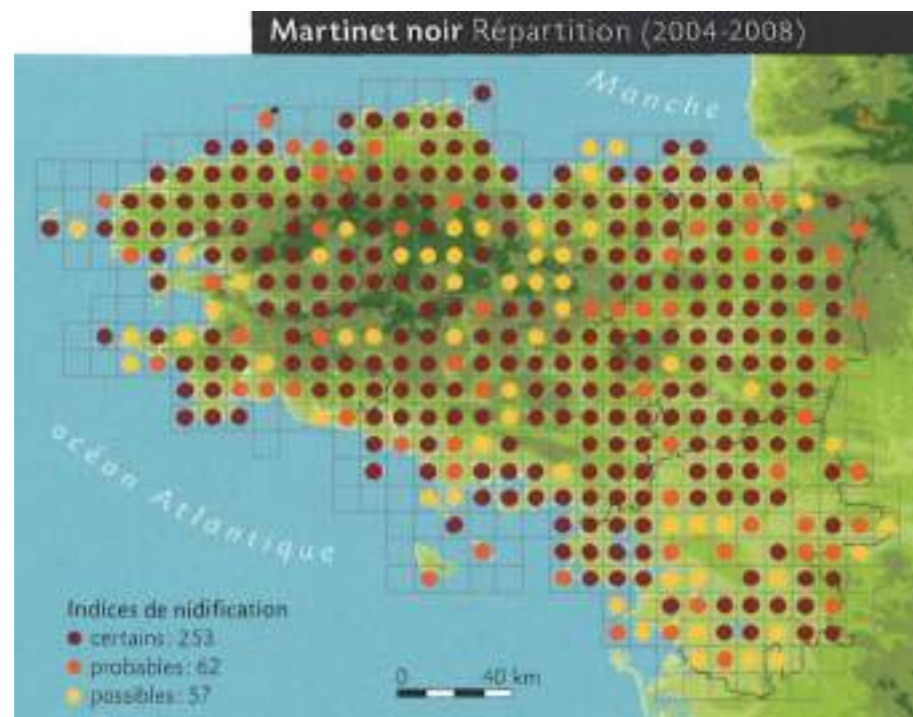 Martinet noir Répartition (2004-2008)
Manche
océan Atlantique
Indices de nidification
certains: 253
probables: 62
possibles: 57
0 40 km